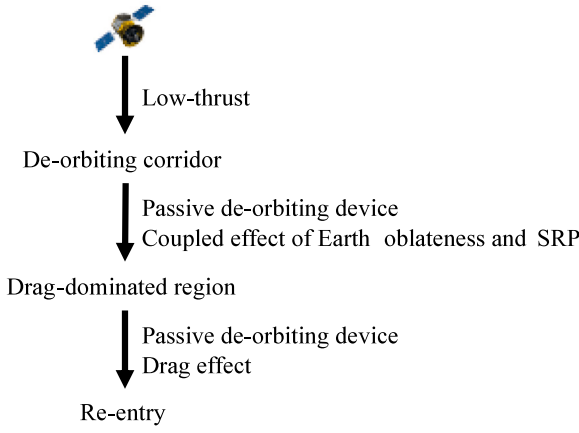 Low-thrust
De-orbiting corridor
Passive de-orbiting device
Coupled effect of Earth oblateness and SRP
Drag-dominated region
Passive de-orbiting device
Drag effect
Re-entry